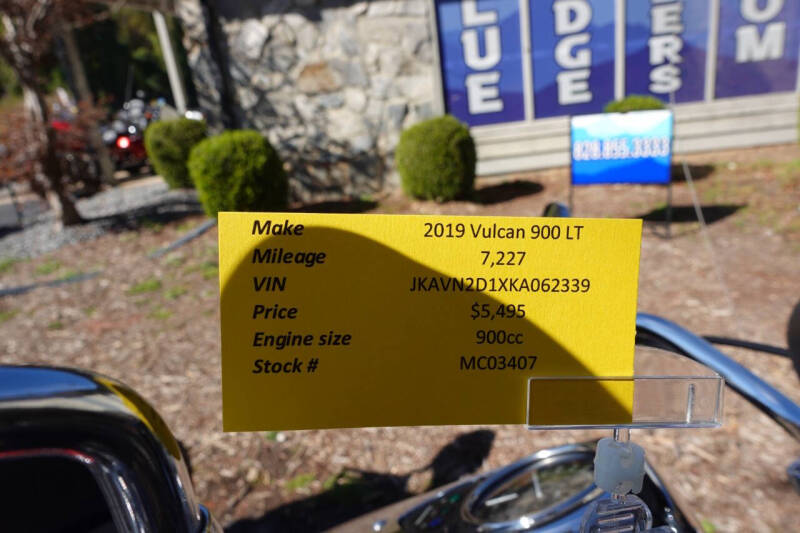 LUE
DGE
ERS
OM
828.855.3333
Make 2019 Vulcan 900 LT
Mileage 7,227
VIN JKAVN2D1XKA062339
Price $5,495
Engine size 900cc
Stock # MC03407